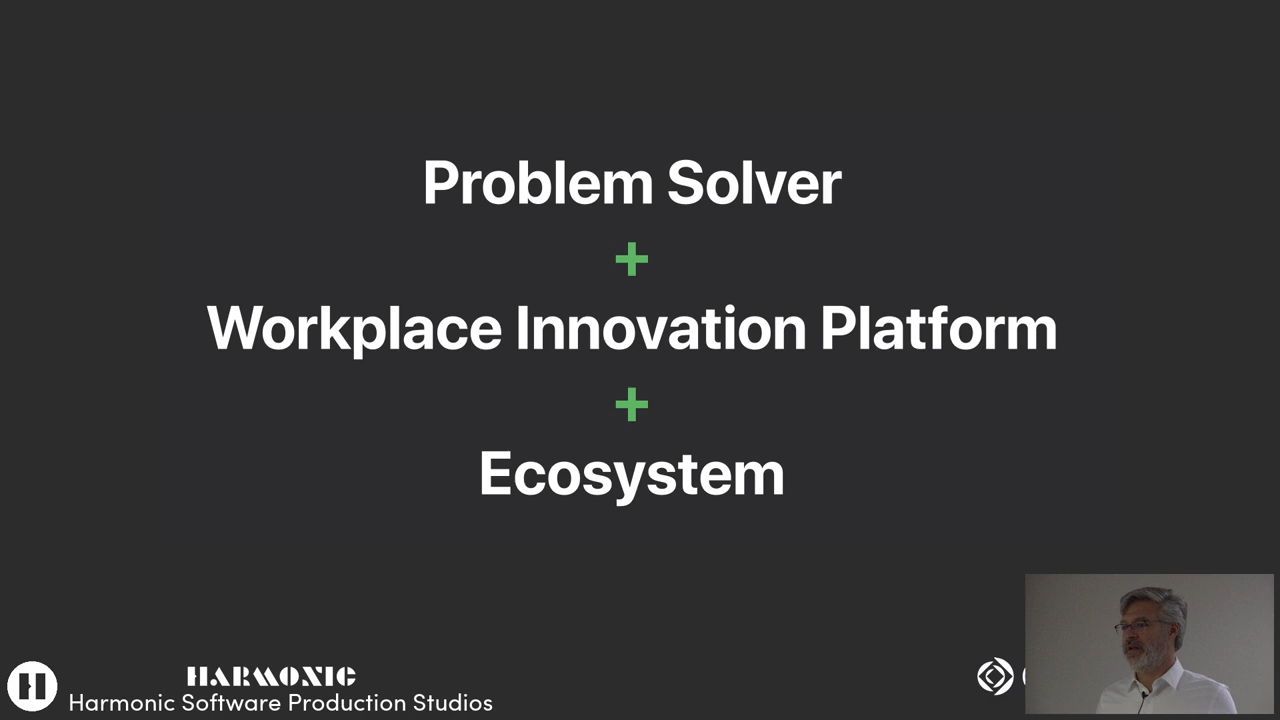 Problem Solver
+
Workplace Innovation Platform
+
Ecosystem
HARMONIC
Harmonic Software Production Studios